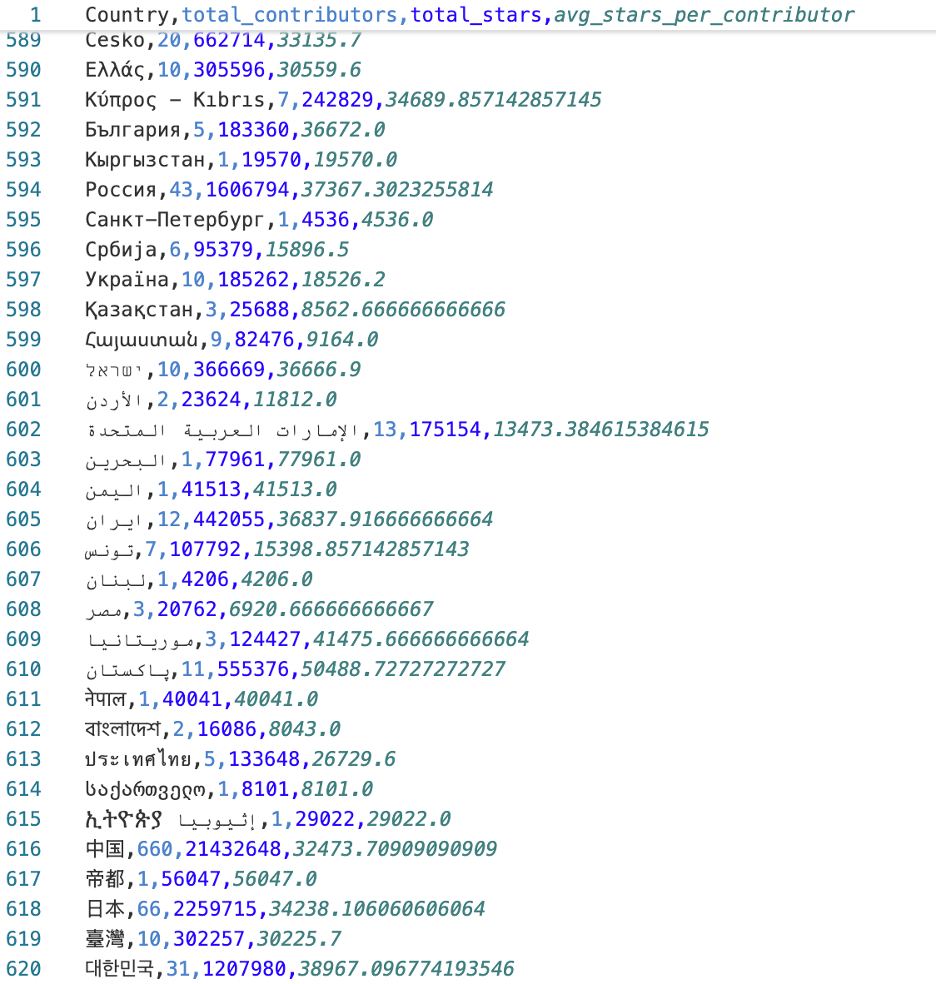 1 Country,total_contributors,total_stars,avg_stars_per_contributor
589 Česko,20,662714,33135.7
590 Ελλάς,10,305596,30559.6
591 Κύπρος - Kıbrıs,7,242829,34689.857142857145
592 България,5,183360,36672.0
593 Кыргызстан,1,19570,19570.0
594 Россия,43,1606794,37367.3023255814
595 Санкт-Петербург,1,4536,4536.0
596 Србија,6,95379,15896.5
597 Україна,10,185262,18526.2
598 Қазақстан,3,25688,8562.666666666666
599 Հայաստան,9,82476,9164.0
600 ישראל,10,366669,36666.9
601 الأردن,2,23624,11812.0
602 الإمارات العربية المتحدة,13,175154,13473.384615384615
603 البحرين,1,77961,77961.0
604 اليمن,1,41513,41513.0
605 ایران,12,442055,36837.916666666664
606 تونس,7,107792,15398.857142857143
607 لبنان,1,4206,4206.0
608 مصر,3,20762,6920.666666666667
609 موريتانيا,3,124427,41475.666666666664
610 پاکستان,11,555376,50488.72727272727
611 नेपाल,1,40041,40041.0
612 বাংলাদেশ,2,16086,8043.0
613 ประเทศไทย,5,133648,26729.6
614 საქართველო,1,8101,8101.0
615 ኢትዮጵያ إثيوبيا,1,29022,29022.0
616 中国,660,21432648,32473.70909090909
617 帝都,1,56047,56047.0
618 日本,66,2259715,34238.106060606064
619 臺灣,10,302257,30225.7
620 대한민국,31,1207980,38967.096774193546